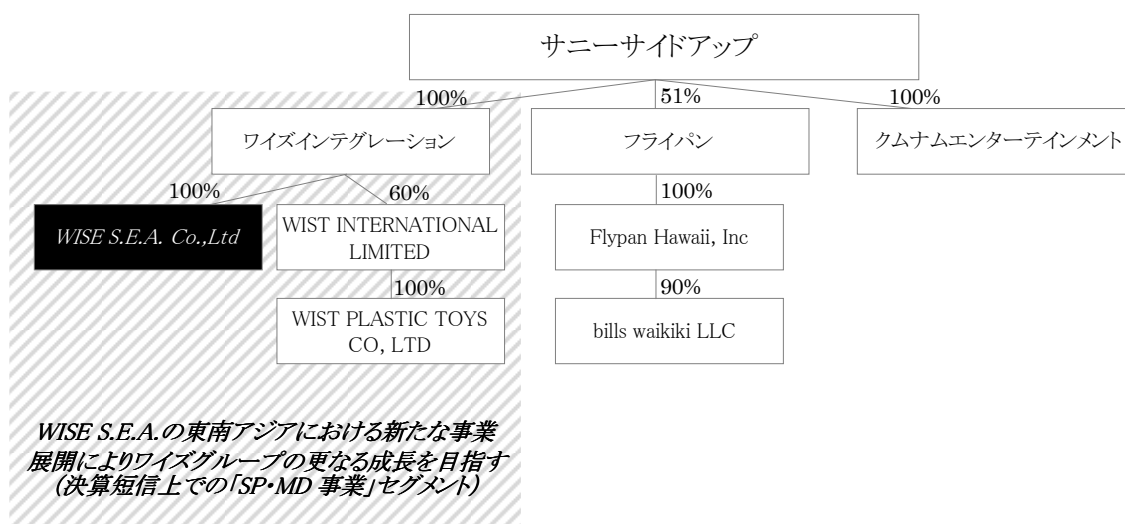 サニーサイドアップ
100%
51%
100%
ワイズインテグレーション
フライパン
クムナムエンターテインメント
100%
60%
100%
WISE S.E.A. Co.,Ltd
WIST INTERNATIONAL
LIMITED
Flypan Hawaii, Inc
100%
90%
WIST PLASTIC TOYS
CO, LTD
bills waikiki LLC
WISE S.E.A.の東南アジアにおける新たな事業
展開によりワイズグループの更なる成長を目指す
(決算短信上での「SP・MD 事業」セグメント)